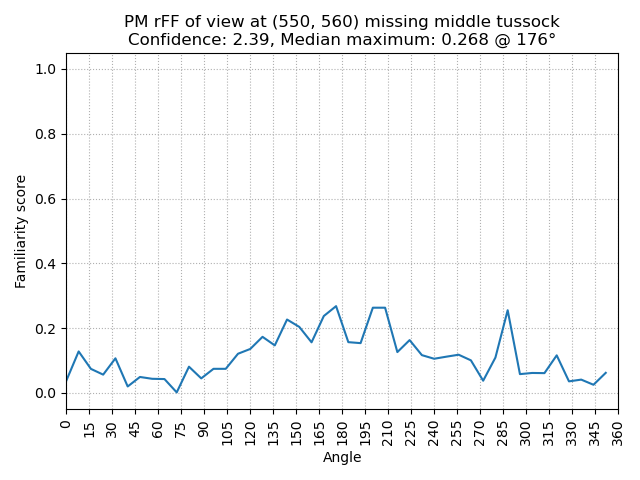 PM rFF of view at (550, 560) missing middle tussock
Confidence: 2.39, Median maximum: 0.268 @ 176°
1.0
0.8
0.6
0.4
0.2
0.0
Familiarity score
0 15 30 45 60 75 90 105 120 135 150 165 180 195 210 225 240 255 270 285 300 315 330 345 360
Angle